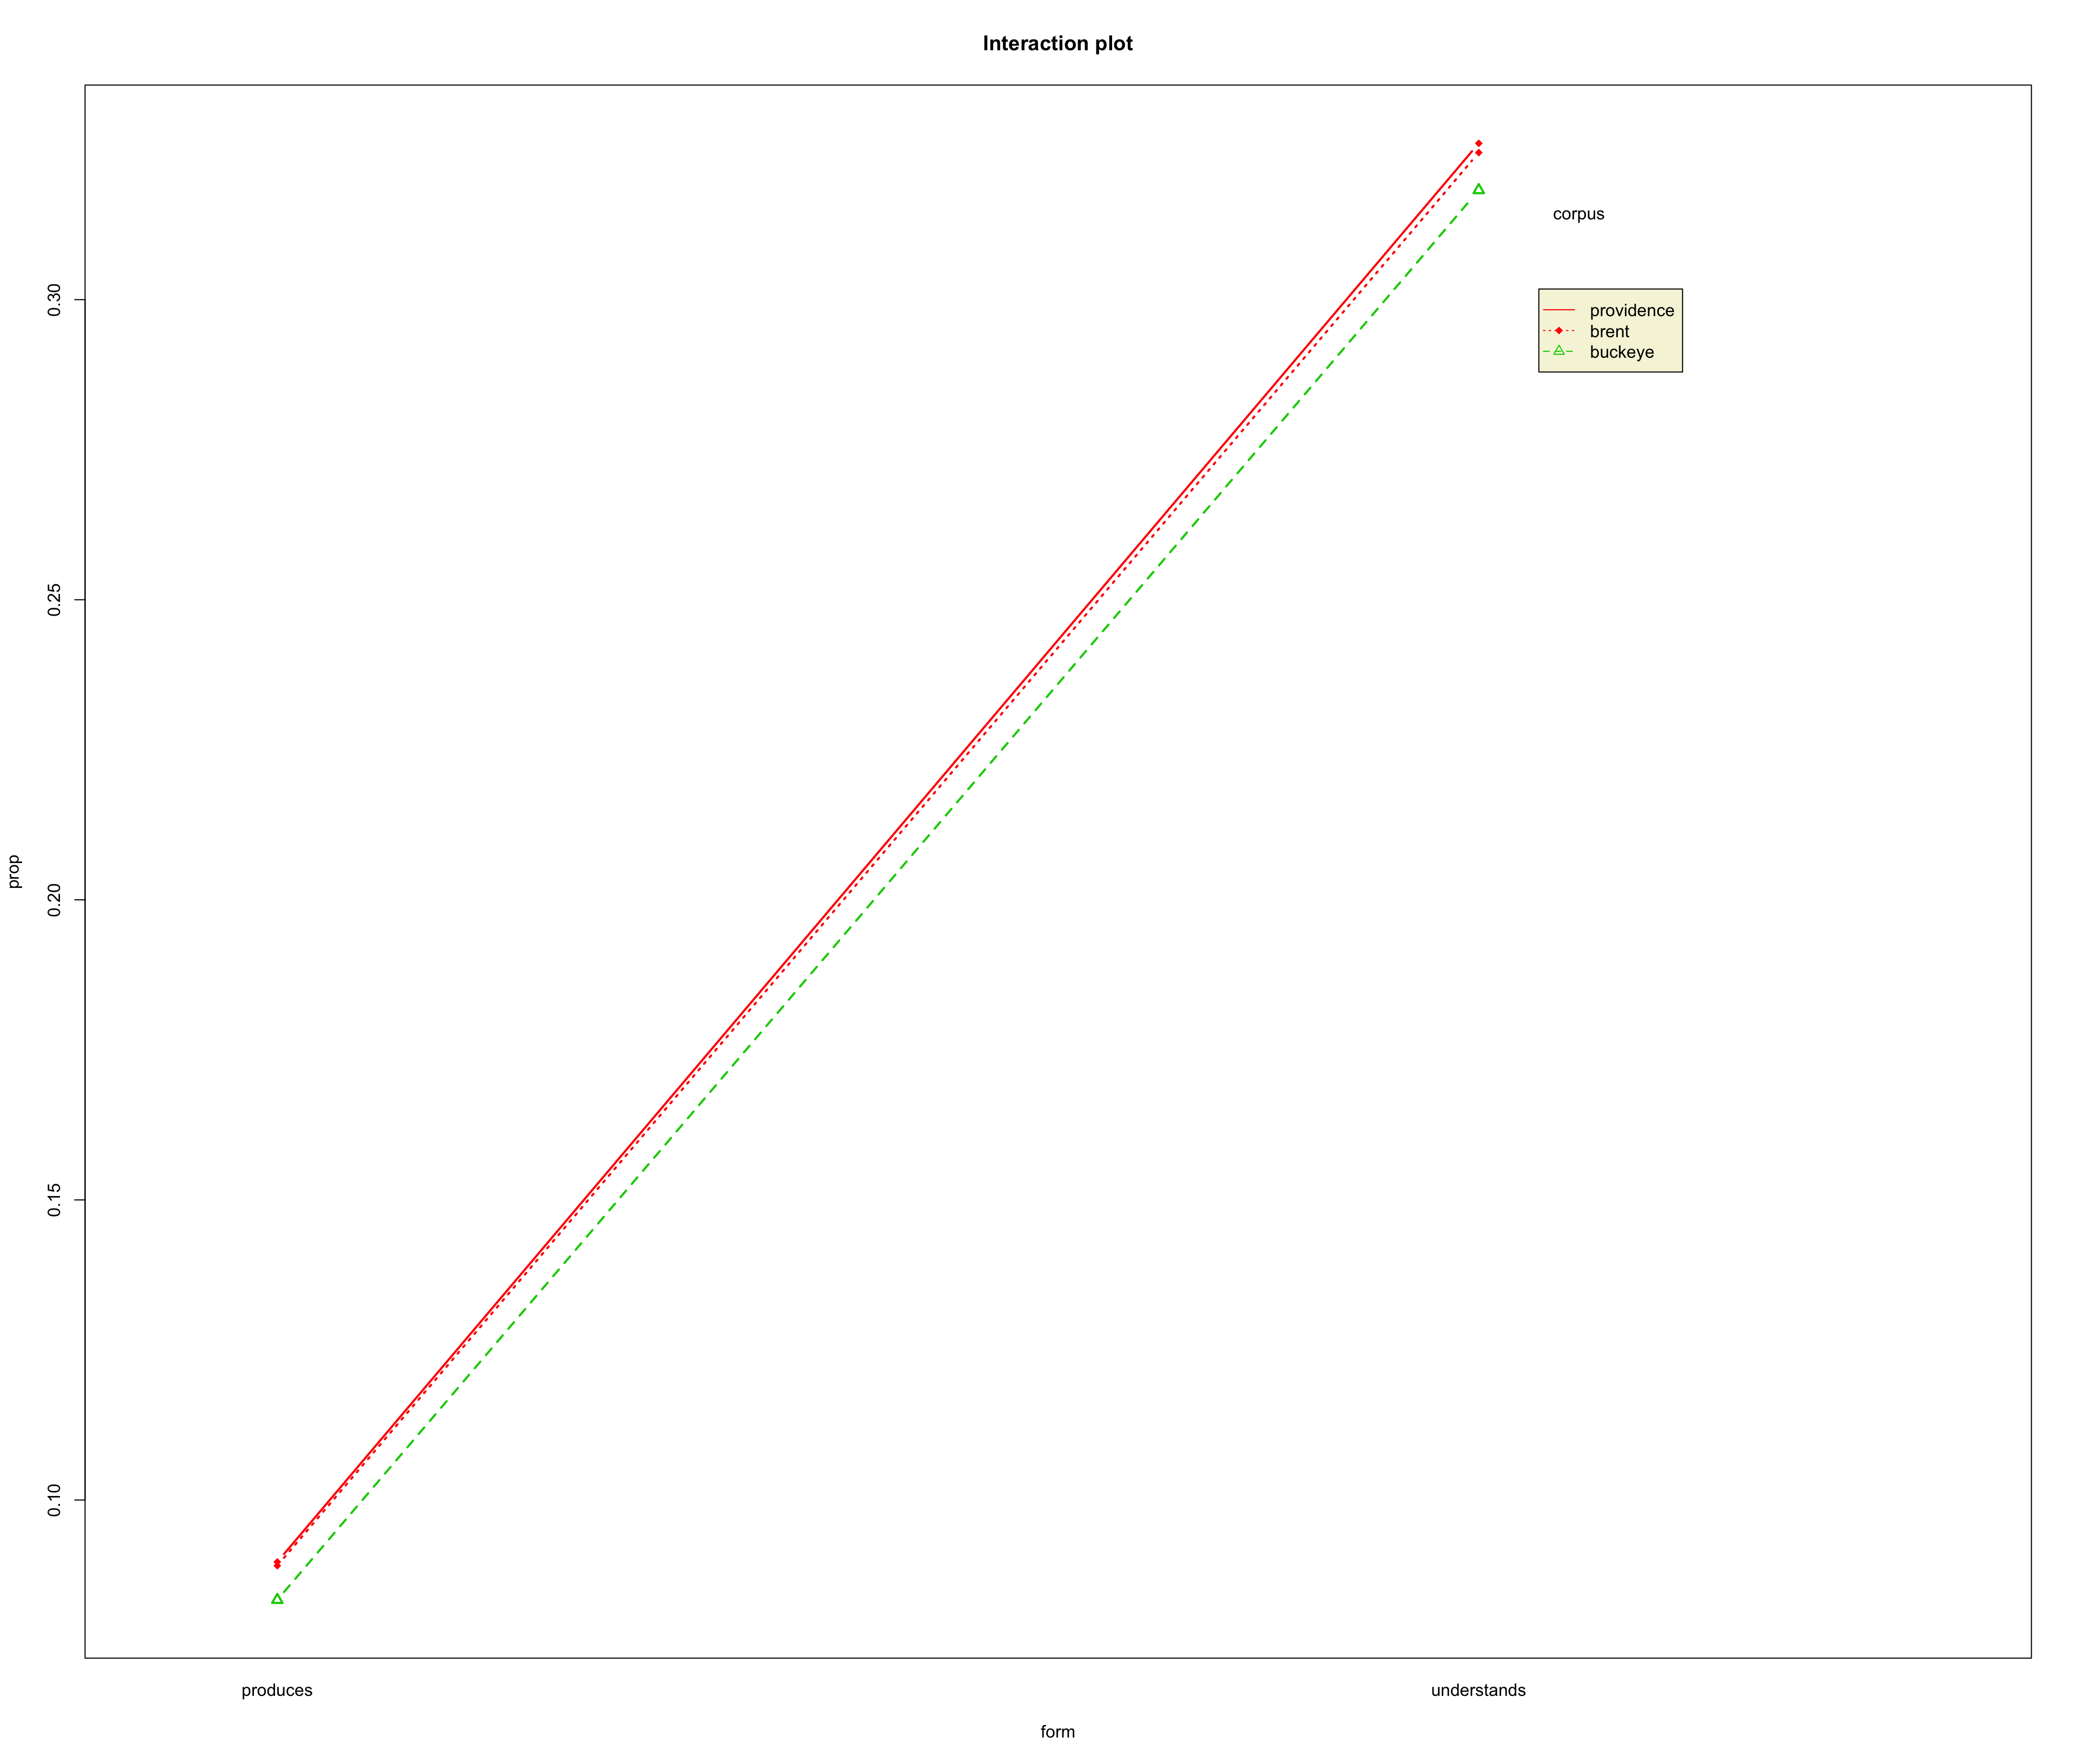 Interaction plot
prop
0.30
0.25
0.20
0.15
0.10
corpus
providence
brent
buckeye
produces
understands
form